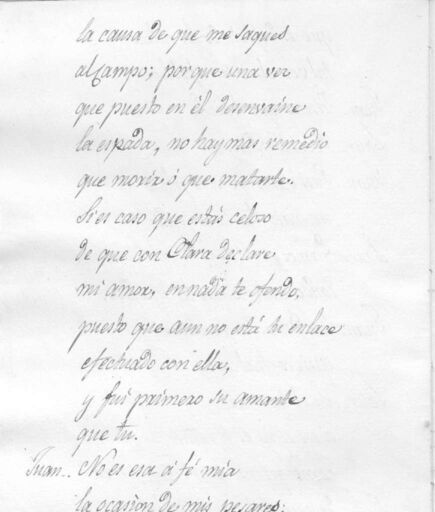 la causa de que me saques
al Campo; porque una vez
que puesto en él desenvaine
la espada, no hay mas remedio
que morir ó que matarte.
Si es caso que estás celoso
de que con Clara declare
mi amor, en nada te ofendo,
puesto que aun no está tu enlace
efectuado con ella,
y fui primero su amante
que tu.
Juan.. No es esa á fé mia
la ocasion de mis pesares: